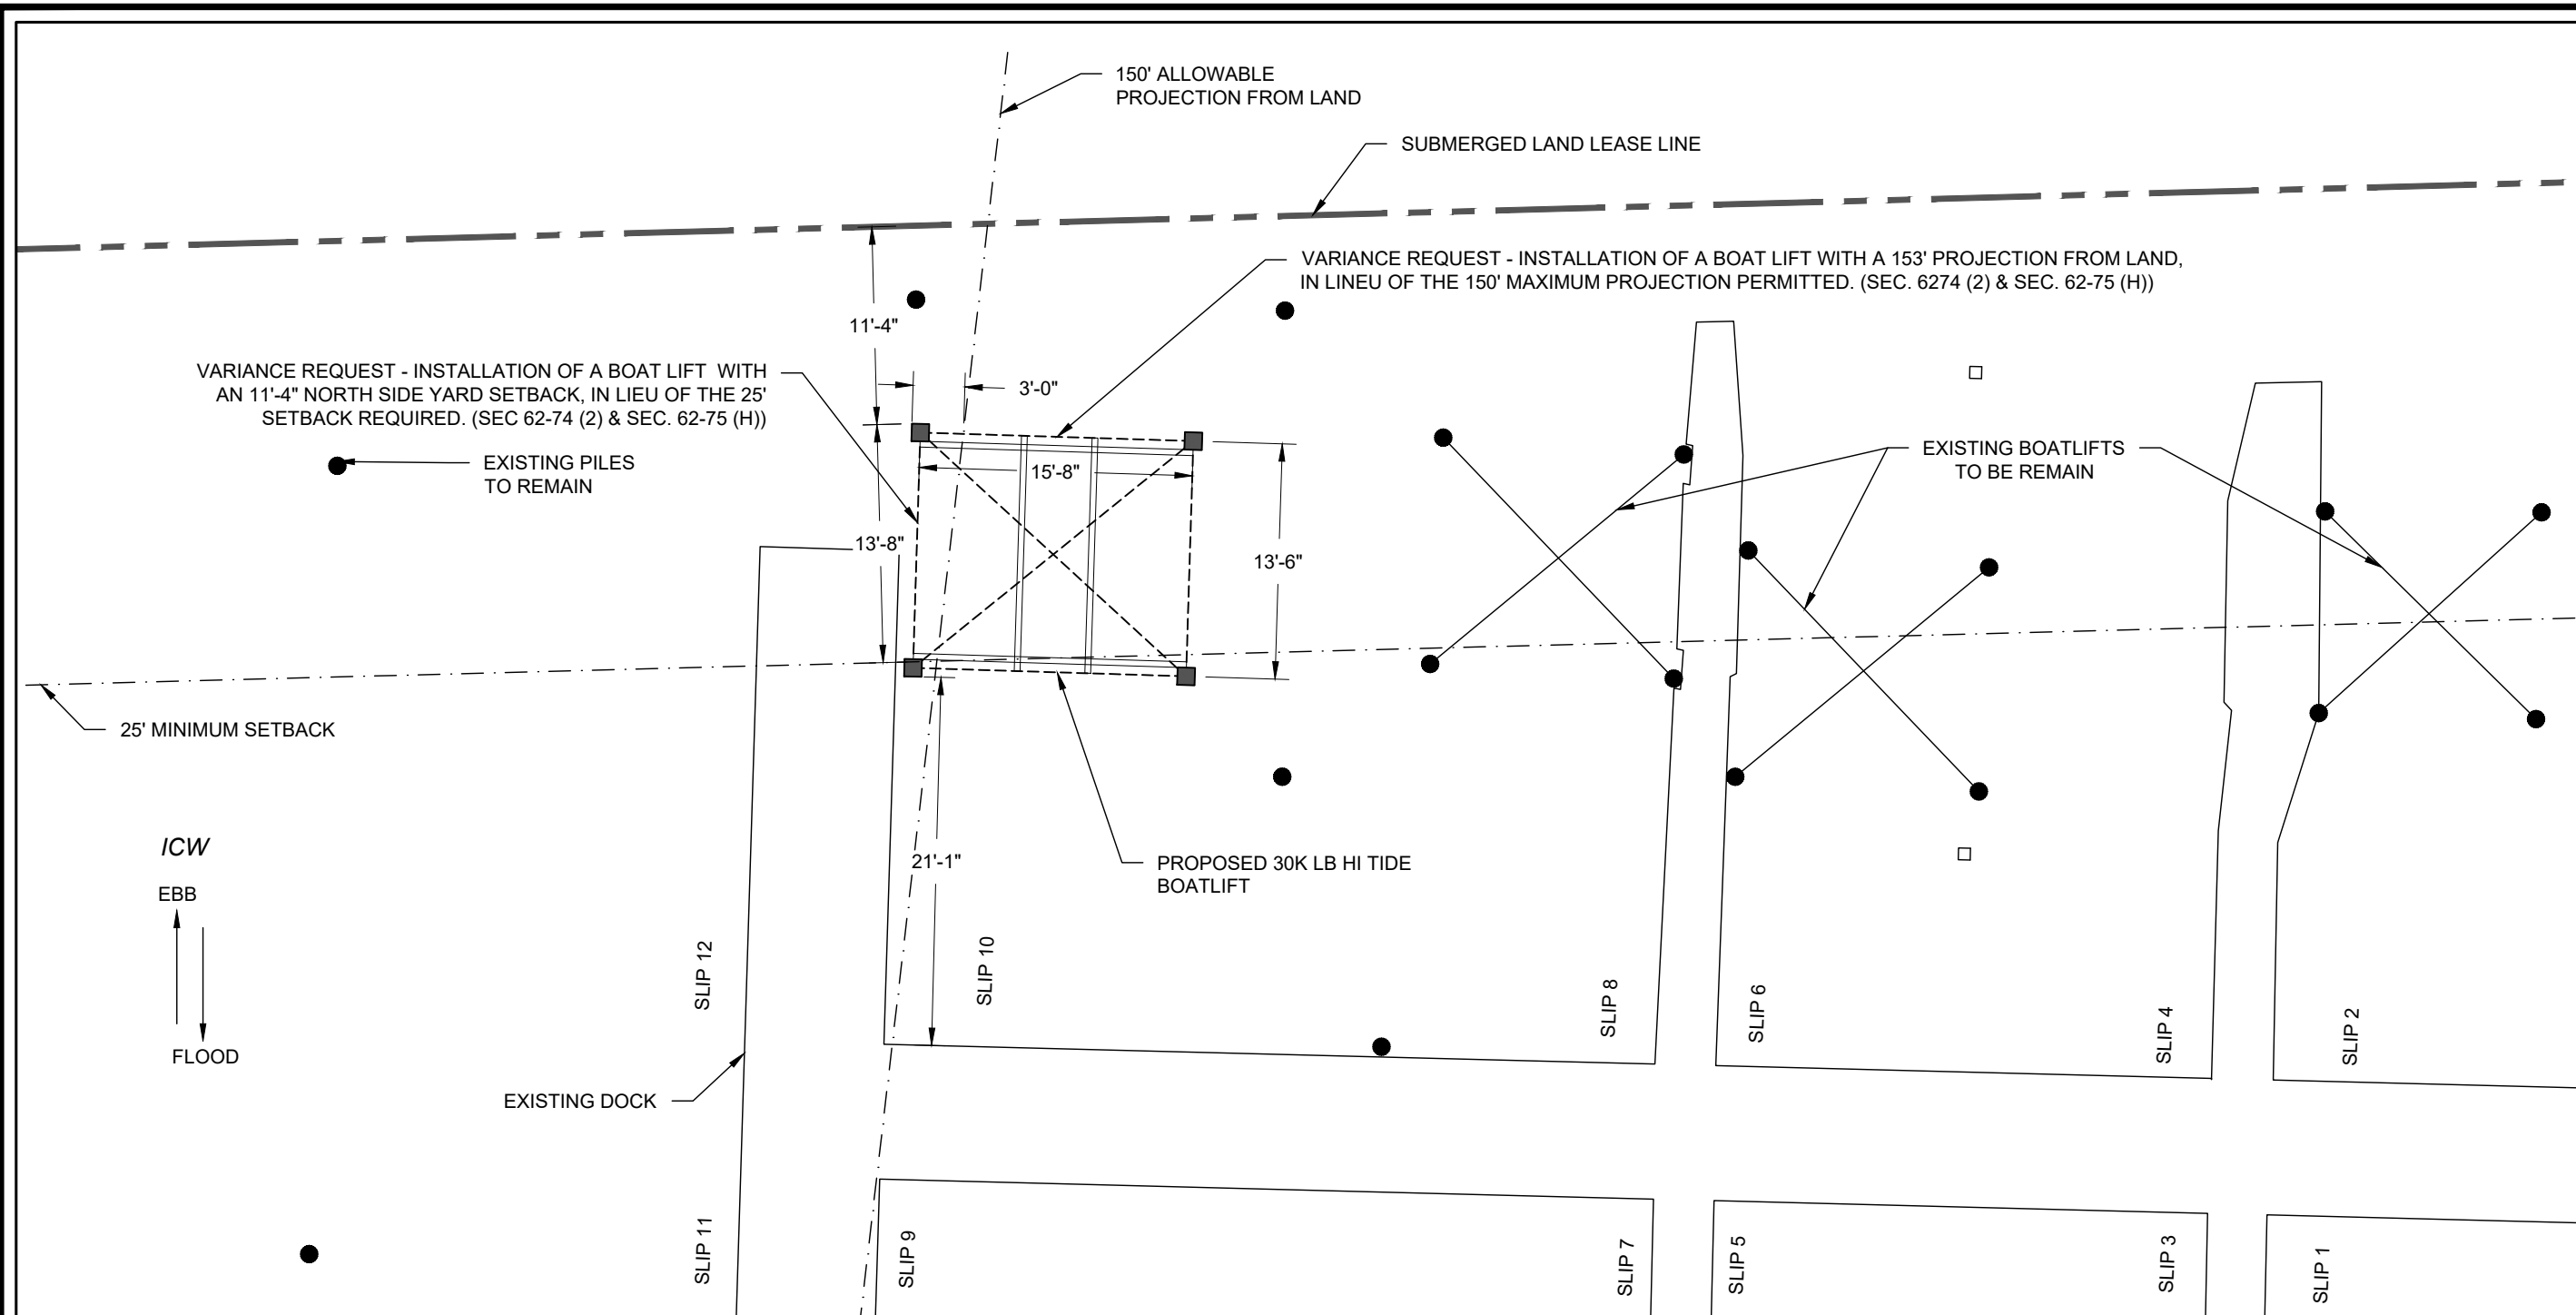 150' ALLOWABLE
PROJECTION FROM LAND
SUBMERGED LAND LEASE LINE
VARIANCE REQUEST - INSTALLATION OF A BOAT LIFT WITH A 153' PROJECTION FROM LAND,
IN LINEU OF THE 150' MAXIMUM PROJECTION PERMITTED. (SEC. 6274 (2) & SEC. 62-75 (H))
11'-4"
VARIANCE REQUEST - INSTALLATION OF A BOAT LIFT WITH
AN 11'-4" NORTH SIDE YARD SETBACK, IN LIEU OF THE 25'
SETBACK REQUIRED. (SEC 62-74 (2) & SEC. 62-75 (H))
3'-0"
EXISTING PILES
TO REMAIN
15'-8"
EXISTING BOATLIFTS
TO BE REMAIN
13'-8"
13'-6"
25' MINIMUM SETBACK
ICW
EBB
FLOOD
21'-1"
PROPOSED 30K LB HI TIDE
BOATLIFT
SLIP 12
SLIP 10
SLIP 8
SLIP 6
SLIP 4
SLIP 2
EXISTING DOCK
SLIP 11
SLIP 9
SLIP 7
SLIP 5
SLIP 3
SLIP 1